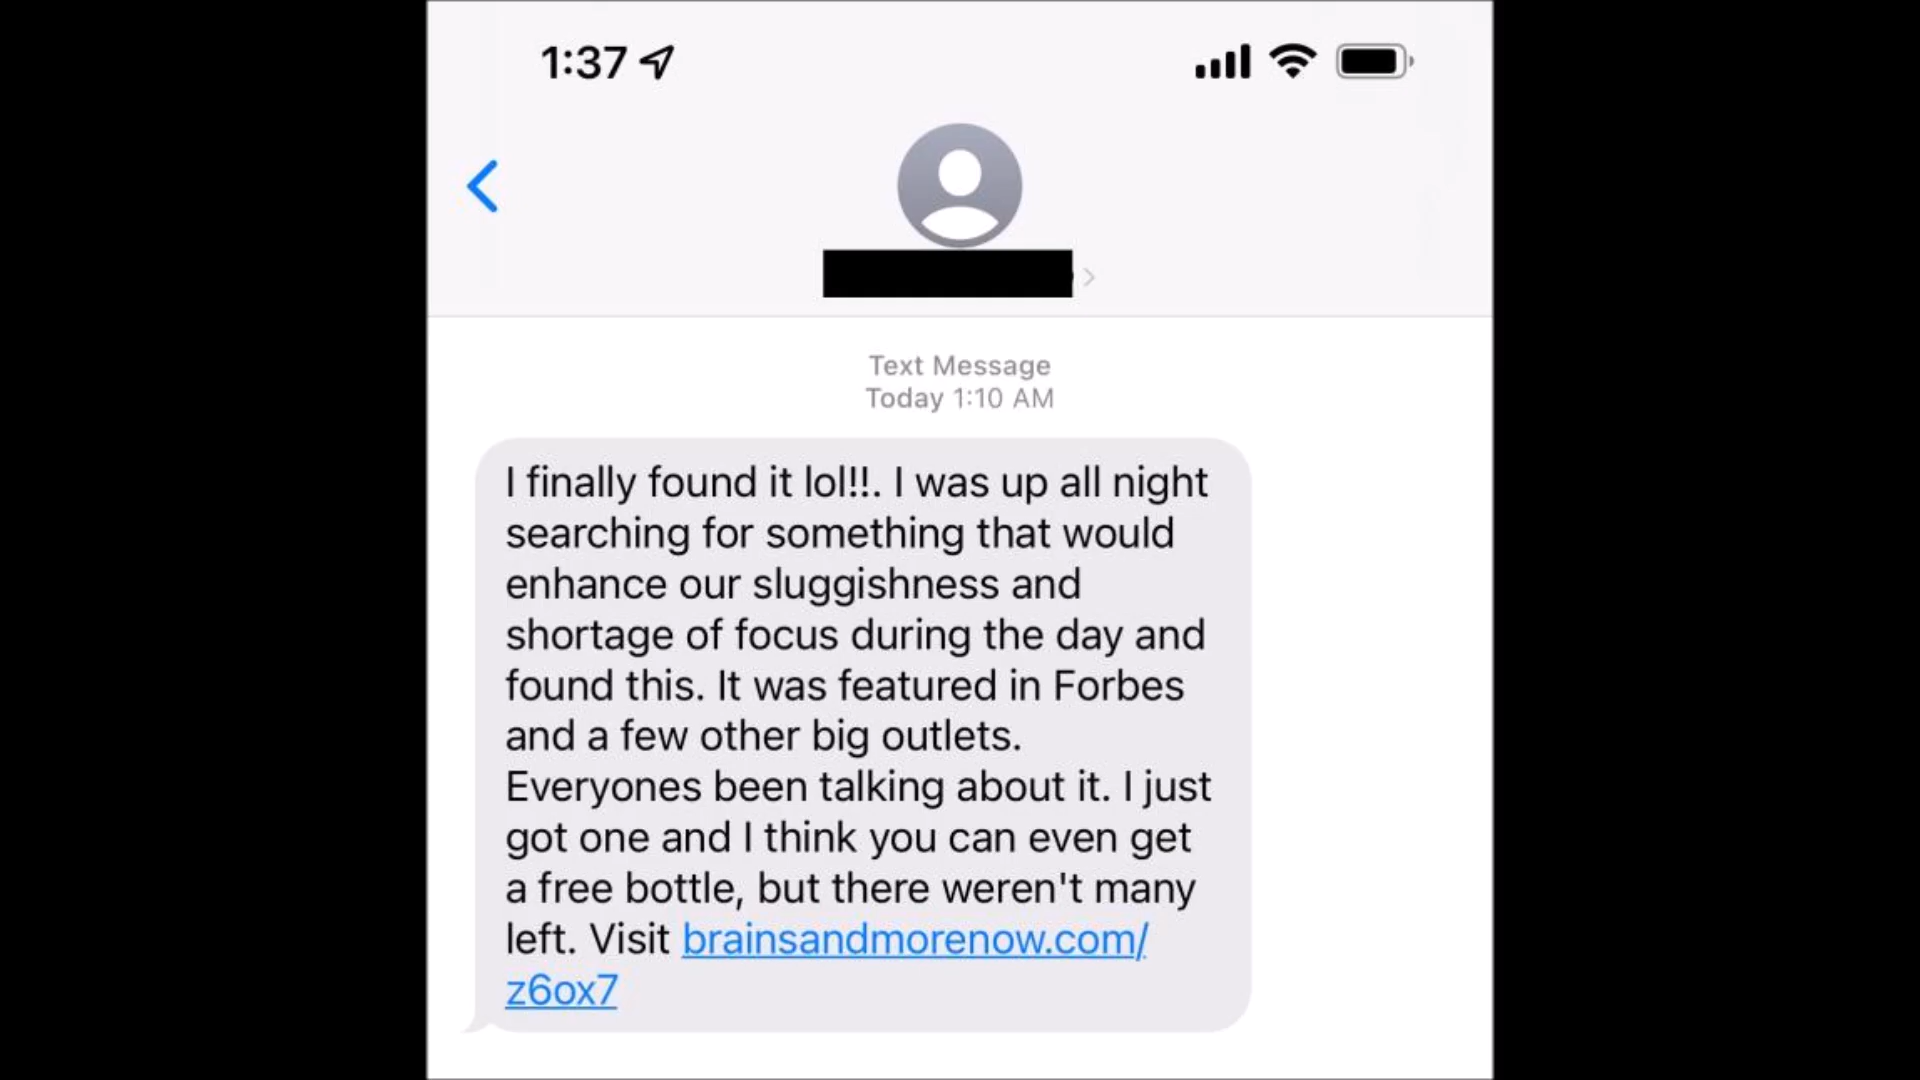 1:37
Text Message
Today 1:10 AM
I finally found it lol!!. I was up all night
searching for something that would
enhance our sluggishness and
shortage of focus during the day and
found this. It was featured in Forbes
and a few other big outlets.
Everyones been talking about it. I just
got one and I think you can even get
a free bottle, but there weren't many
left. Visit brainsandmorenow.com/
z6ox7